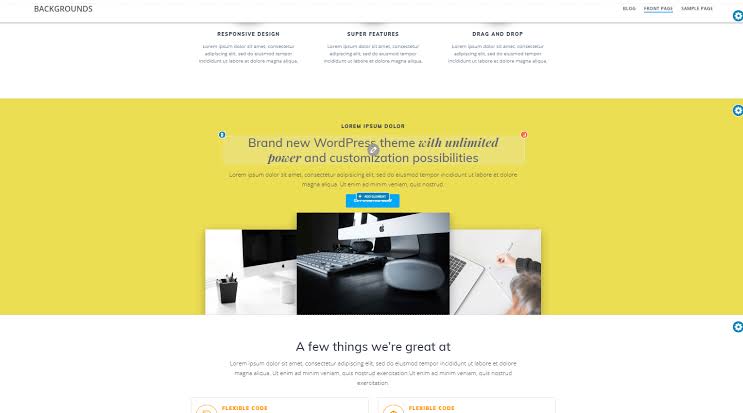 BACKGROUNDS
BLOG FRONT PAGE SAMPLE PAGE
RESPONSIVE DESIGN SUPER FEATURES DRAG AND DROP
Lorem ipsum dolor sit amet, consectetur Lorem ipsum dolor sit amet, consectetur Lorem ipsum dolor sit amet, consectetur
adipiscing elit, sed do eiusmod tempor adipiscing elit, sed do eiusmod tempor adipiscing elit, sed do eiusmod tempor
incididunt ut labore et dolore magna aliqua. incididunt ut labore et dolore magna aliqua. incididunt ut labore et dolore magna aliqua.
LOREM IPSUM DOLOR
Brand new WordPress theme with unlimited
power and customization possibilities
Lorem ipsum dolor sit amet, consectetur adipiscing elit, sed do eiusmod tempor incididunt ut labore et dolore
magna aliqua. Ut enim ad minim veniam, quis nostrud.
ADD ELEMENT
A few things we're great at
Lorem ipsum dolor sit amet, consectetur adipiscing elit, sed do eiusmod tempor incididunt ut labore et dolore
magna aliqua. Ut enim ad minim veniam, quis nostrud exercitation.Ut enim ad minim veniam, quis nostrud
exercitation.
FLEXIBLE CODE FLEXIBLE CODE